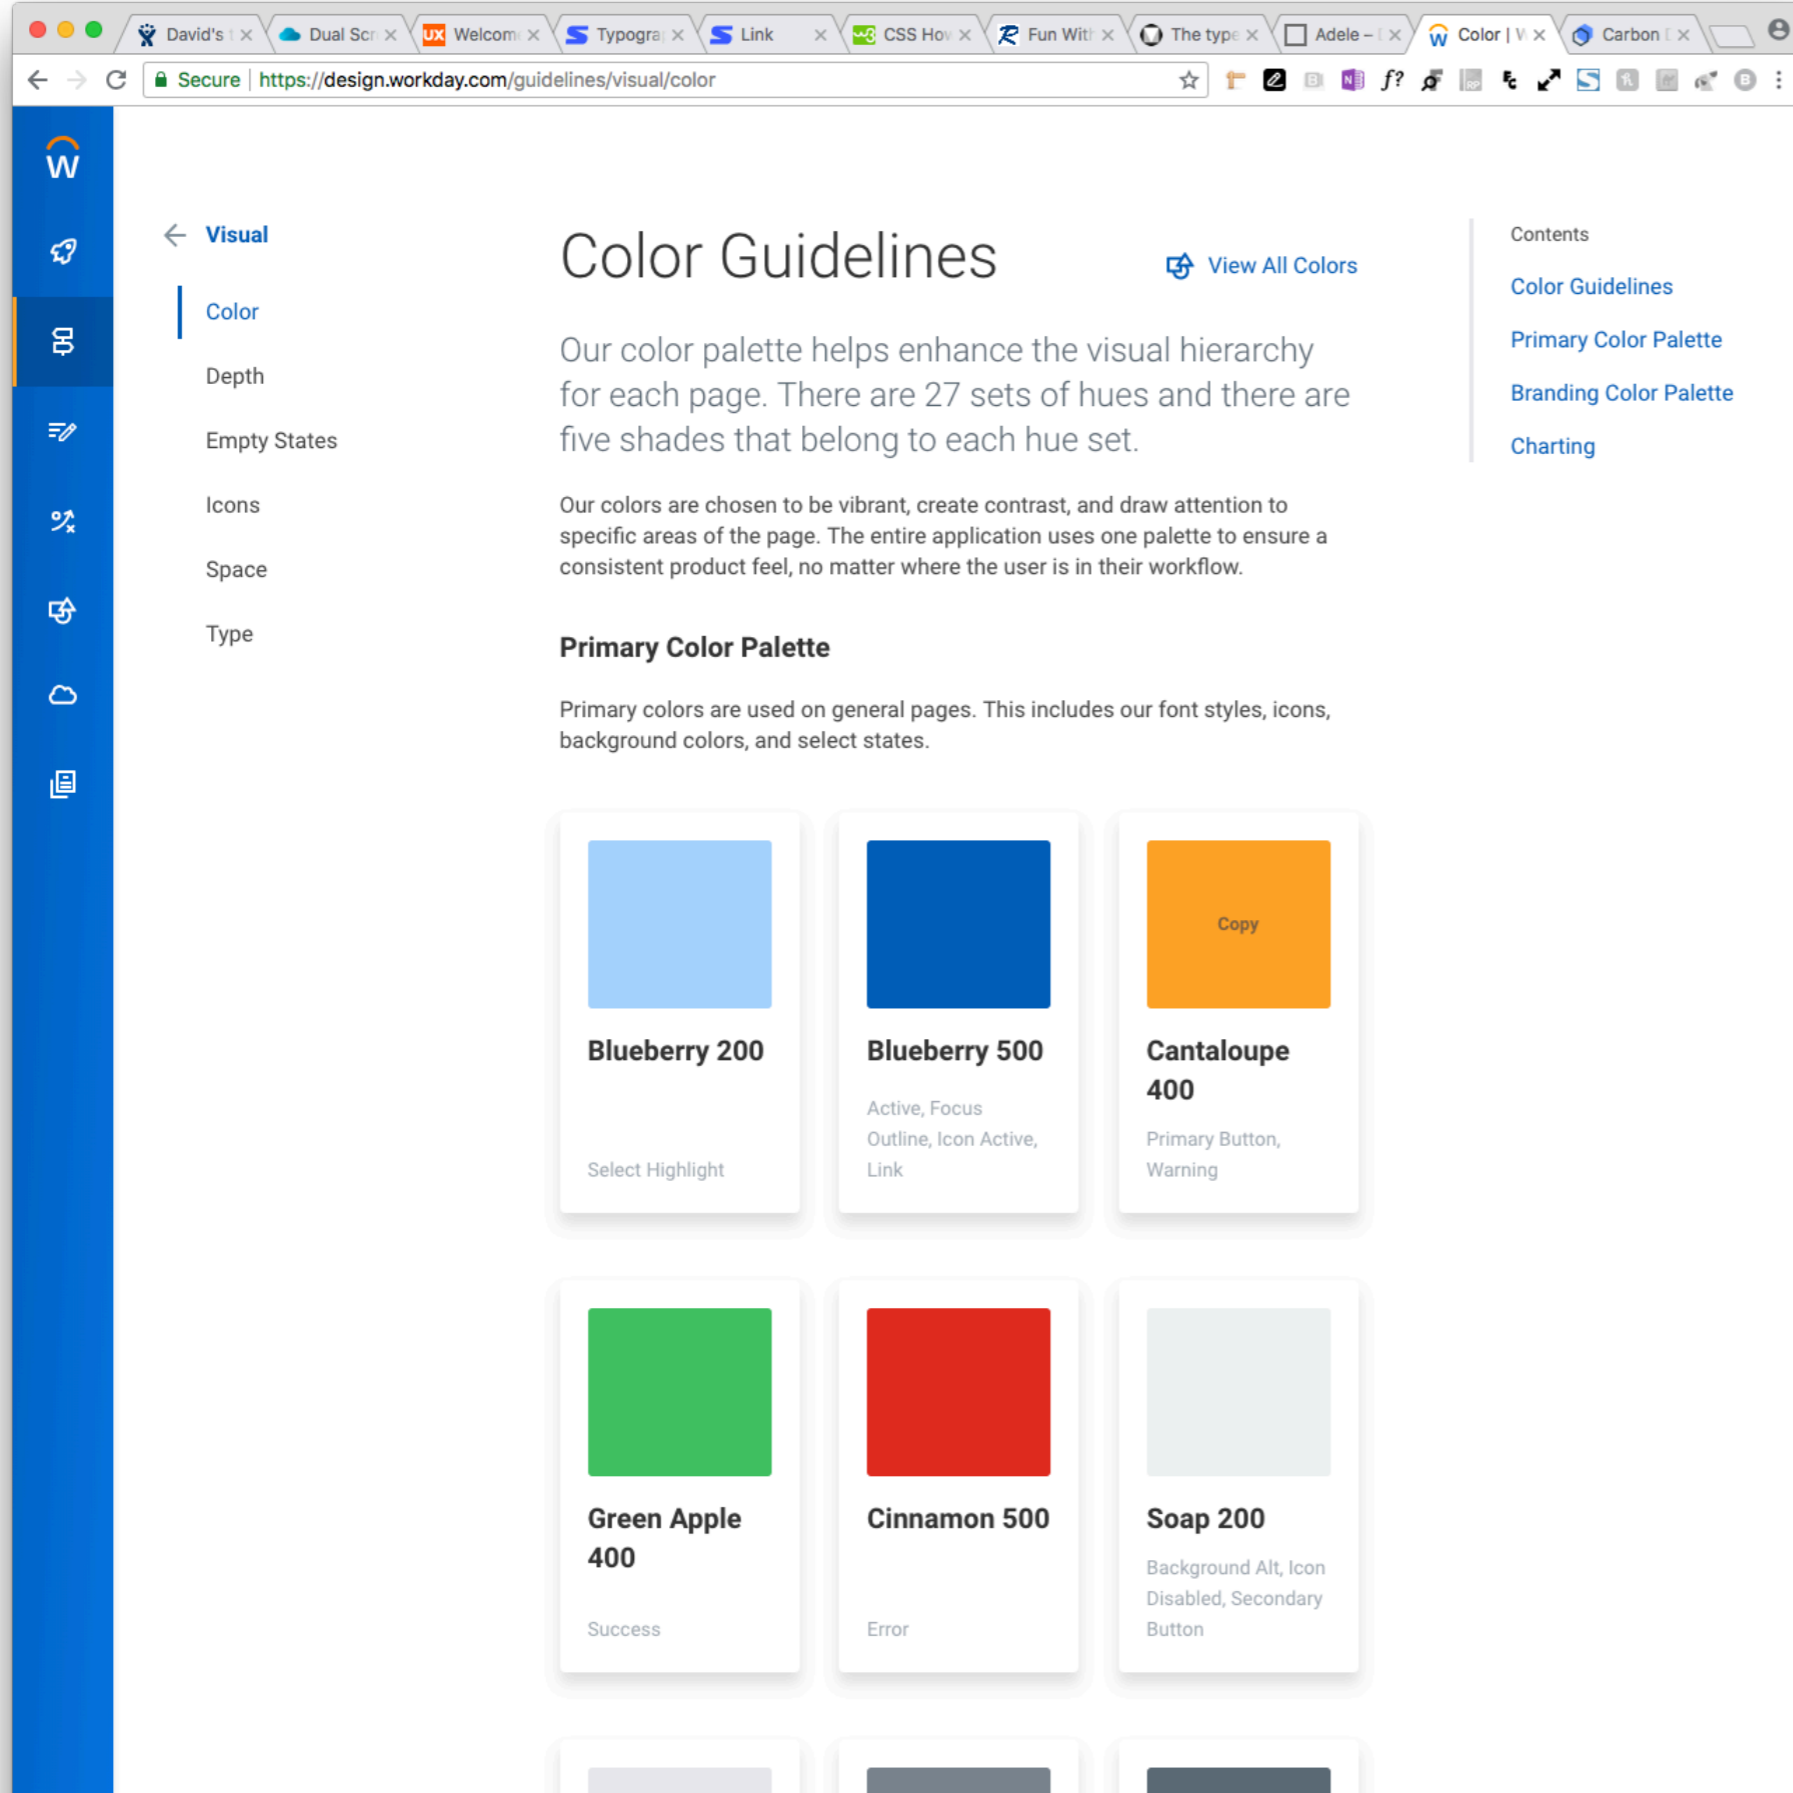 David's
Dual Scr
UX Welcom
Typogra
Link
CSS How
Fun With
The type
Adele –
Color |
Carbon
Secure
https://design.workday.com/guidelines/visual/color
Visual
Color
Depth
Empty States
Icons
Space
Type
Color Guidelines
View All Colors
Our color palette helps enhance the visual hierarchy
for each page. There are 27 sets of hues and there are
five shades that belong to each hue set.
Our colors are chosen to be vibrant, create contrast, and draw attention to
specific areas of the page. The entire application uses one palette to ensure a
consistent product feel, no matter where the user is in their workflow.
Primary Color Palette
Primary colors are used on general pages. This includes our font styles, icons,
background colors, and select states.
Blueberry 200
Select Highlight
Blueberry 500
Active, Focus
Outline, Icon Active,
Link
Copy
Cantaloupe
400
Primary Button,
Warning
Green Apple
400
Success
Cinnamon 500
Error
Soap 200
Background Alt, Icon
Disabled, Secondary
Button
Contents
Color Guidelines
Primary Color Palette
Branding Color Palette
Charting